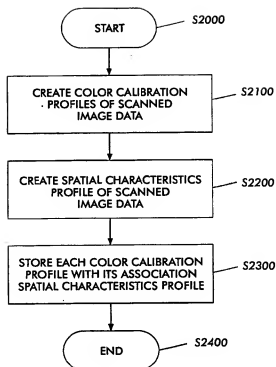 START
S2000
CREATE COLOR CALIBRATION
PROFILES OF SCANNED
IMAGE DATA
S2100
CREATE SPATIAL CHARACTERISTICS
PROFILE OF SCANNED
IMAGE DATA
S2200
STORE EACH COLOR CALIBRATION
PROFILE WITH ITS ASSOCIATION
SPATIAL CHARACTERISTICS PROFILE
S2300
END
S2400